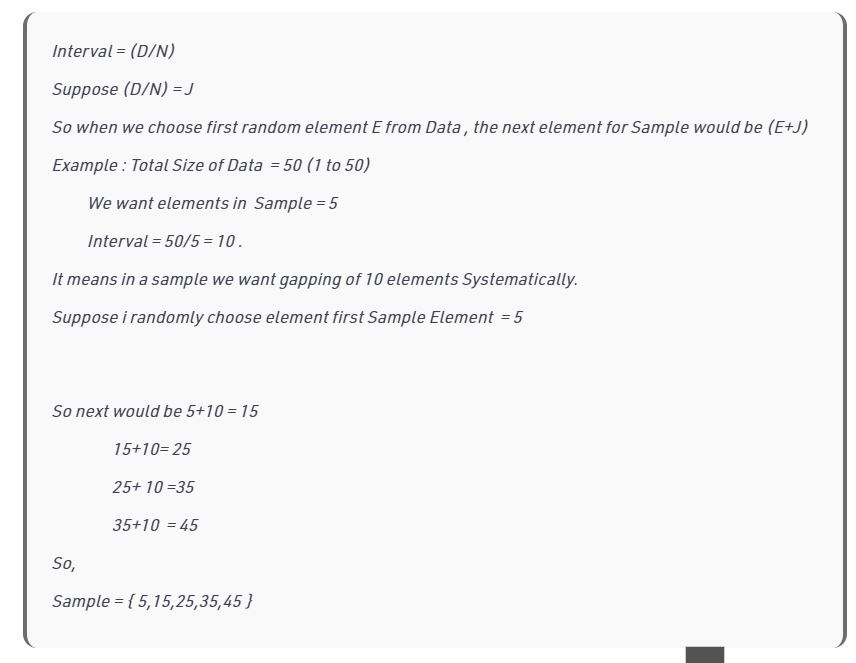 Interval = (D/N)
Suppose (D/N) = J
So when we choose first random element E from Data , the next element for Sample would be (E+J)
Example : Total Size of Data = 50 (1 to 50)
We want elements in Sample = 5
Interval = 50/5 = 10 .
It means in a sample we want gapping of 10 elements Systematically.
Suppose i randomly choose element first Sample Element = 5
So next would be 5+10 = 15
15+10= 25
25+ 10 =35
35+10 = 45
So,
Sample = { 5,15,25,35,45 }